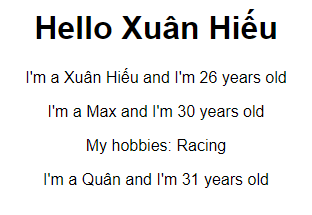 Hello Xuân Hiếu
I'm a Xuân Hiếu and I'm 26 years old
I'm a Max and I'm 30 years old
My hobbies: Racing
I'm a Quân and I'm 31 years old